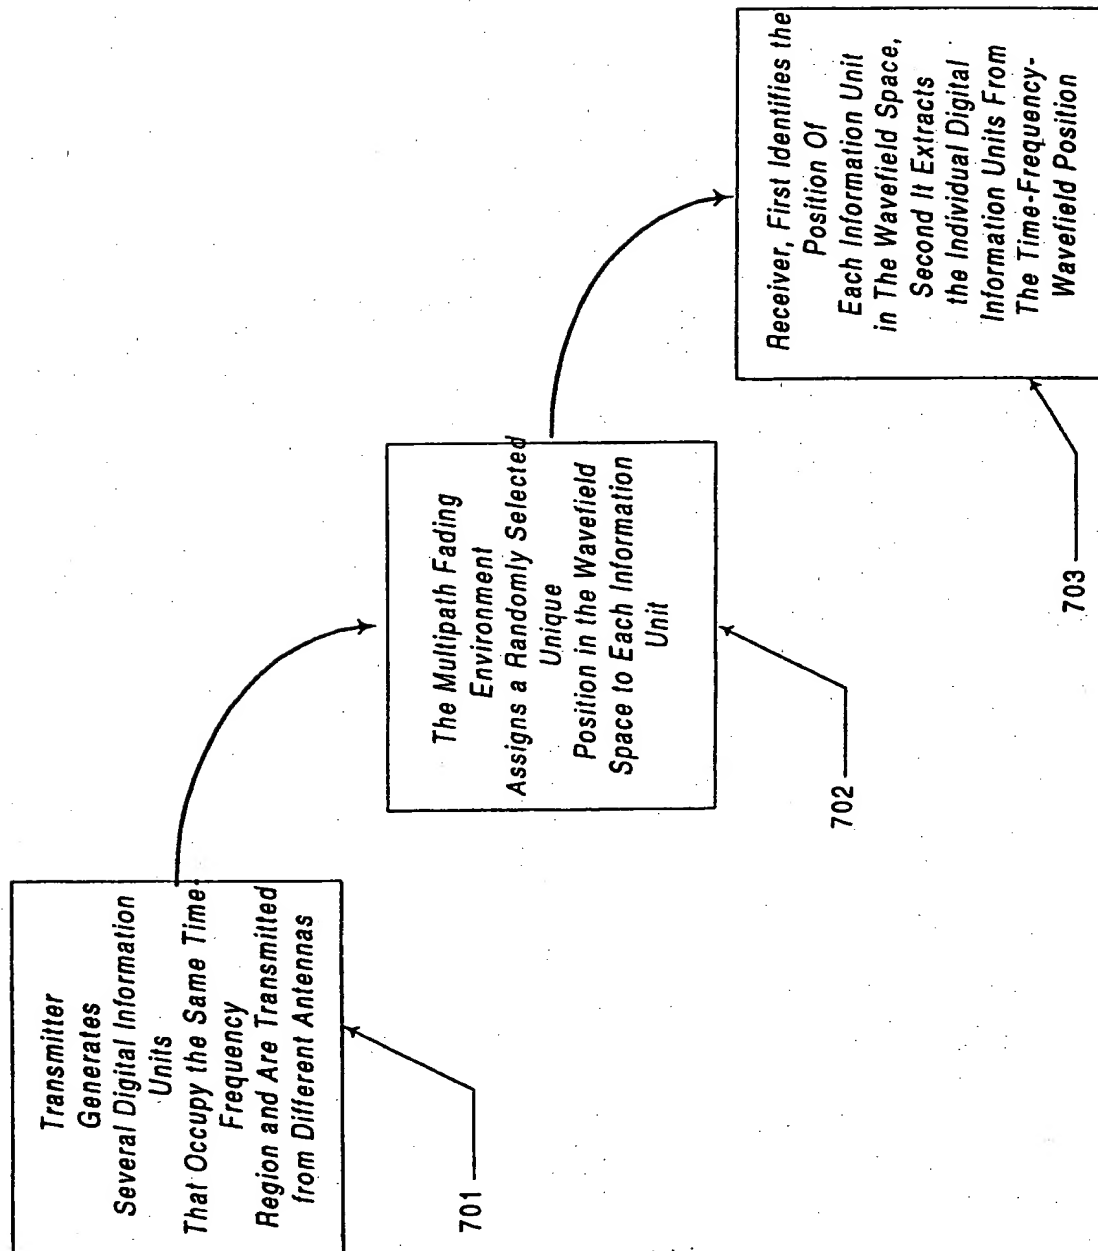 Transmitter
Generates
Several Digital Information
Units
That Occupy the Same Time-
Frequency
Region and Are Transmitted
from Different Antennas
701
The Multipath Fading
Environment
Assigns a Randomly Selected
Unique
Position in the Wavefield
Space to Each Information
Unit
702
Receiver, First Identifies the
Position Of
Each Information Unit
in The Wavefield Space,
Second It Extracts
the Individual Digital
Information Units From
The Time-Frequency-
Wavefield Position
703